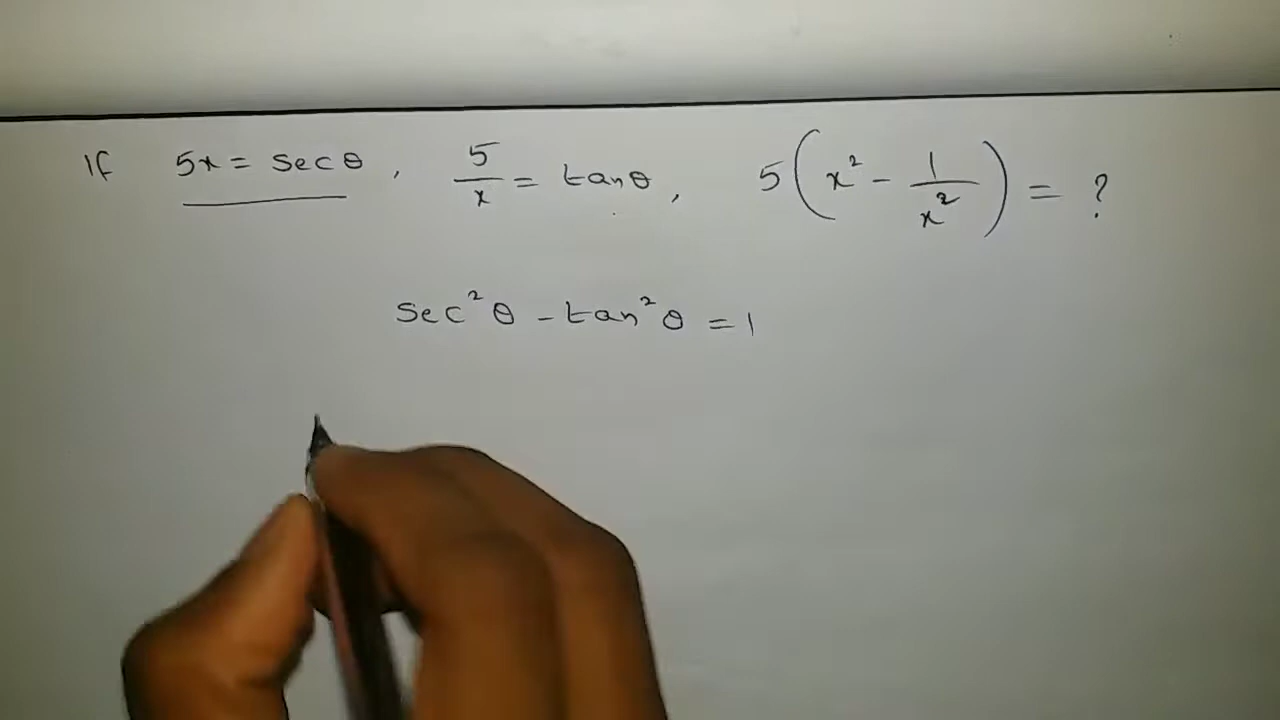 If 5x = secθ , 5/x = tanθ , 5(x² - 1/x²) = ?
sec²θ - tan²θ = 1